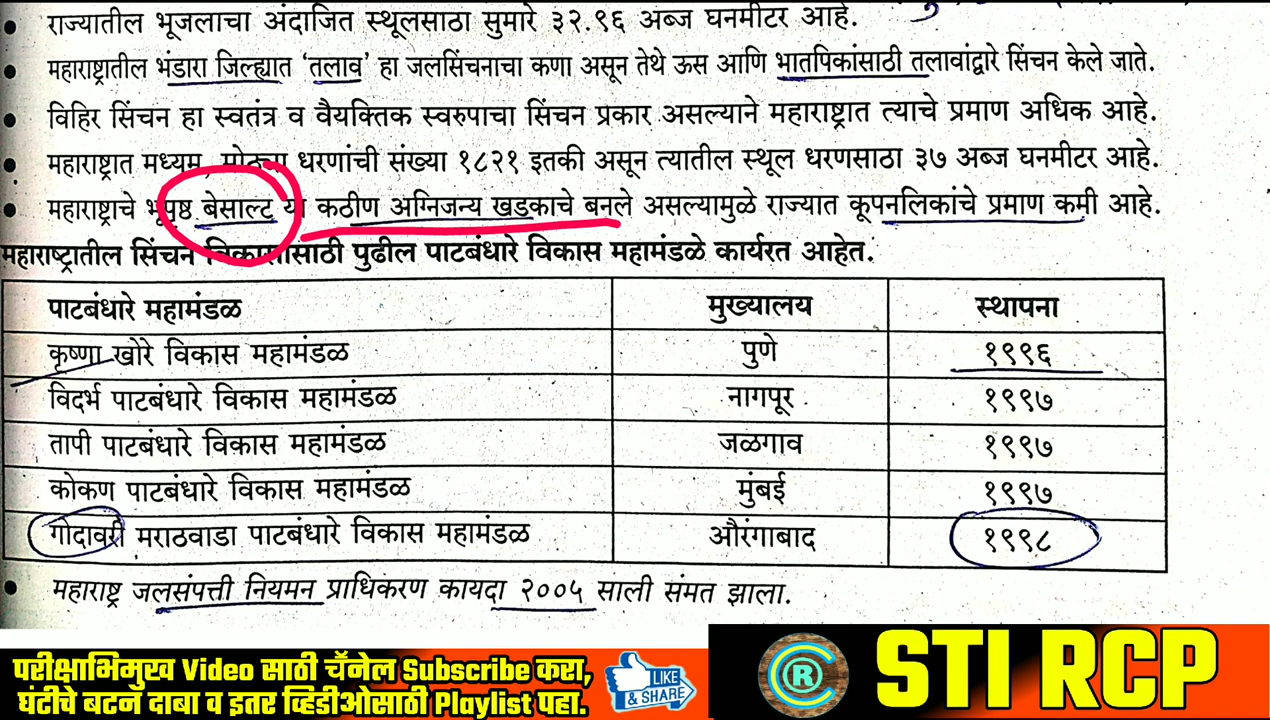 • राज्यातील भूजलाचा अंदाजित स्थूलसाठा सुमारे ३२.९६ अब्ज घनमीटर आहे.
• महाराष्ट्रातील भंडारा जिल्ह्यात 'तलाव' हा जलसिंचनाचा कणा असून तेथे ऊस आणि भातपिकांसाठी तलावांद्वारे सिंचन केले जाते.
• विहिर सिंचन हा स्वतंत्र व वैयक्तिक स्वरुपाचा सिंचन प्रकार असल्याने महाराष्ट्रात त्याचे प्रमाण अधिक आहे.
• महाराष्ट्रात मध्यम, मोठ्या धरणांची संख्या १८२१ इतकी असून त्यातील स्थूल धरणसाठा ३७ अब्ज घनमीटर आहे.
• महाराष्ट्राचे भूपृष्ठ बेसाल्ट या कठीण अग्निजन्य खडकाचे बनले असल्यामुळे राज्यात कूपनलिकांचे प्रमाण कमी आहे.
महाराष्ट्रातील सिंचन विकासासाठी पुढील पाटबंधारे विकास महामंडळे कार्यरत आहेत.
पाटबंधारे महामंडळ मुख्यालय स्थापना
कृष्णा खोरे विकास महामंडळ पुणे १९९६
विदर्भ पाटबंधारे विकास महामंडळ नागपूर १९९७
तापी पाटबंधारे विकास महामंडळ जळगाव १९९७
कोकण पाटबंधारे विकास महामंडळ मुंबई १९९७
गोदावरी मराठवाडा पाटबंधारे विकास महामंडळ औरंगाबाद १९९८
• महाराष्ट्र जलसंपत्ती नियमन प्राधिकरण कायदा २००५ साली संमत झाला.
परीक्षाभिमुख Video साठी चॅनेल Subscribe करा,
घंटीचे बटन दाबा व इतर व्हिडीओसाठी Playlist पहा.
LIKE
& SHARE
CR
STI RCP